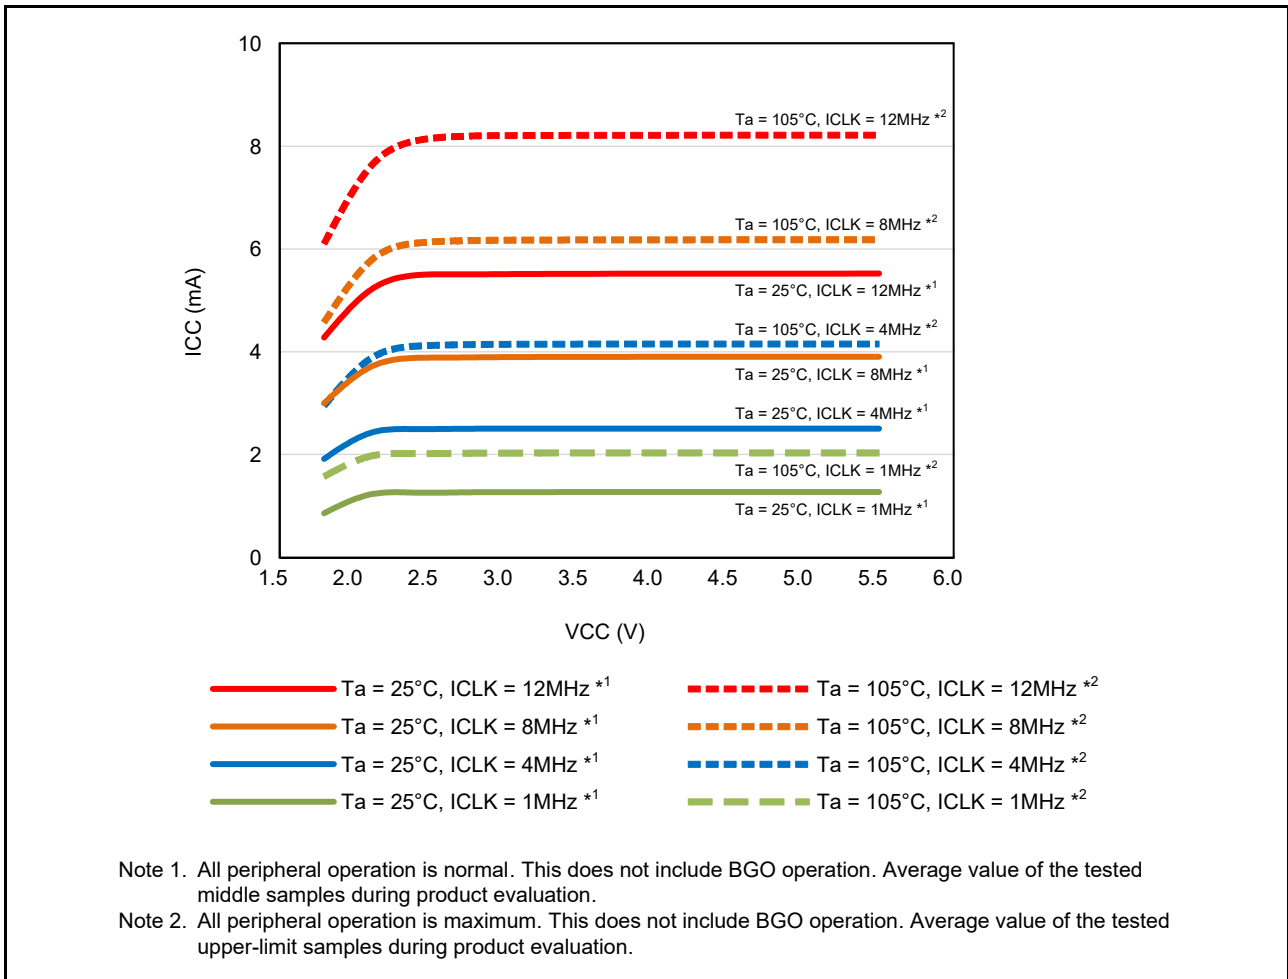 10
8
6
4
2
0
ICC (mA)
Ta = 105°C, ICLK = 12MHz *2
Ta = 105°C, ICLK = 8MHz *2
Ta = 25°C, ICLK = 12MHz *1
Ta = 105°C, ICLK = 4MHz *2
Ta = 25°C, ICLK = 8MHz *1
Ta = 25°C, ICLK = 4MHz *1
Ta = 105°C, ICLK = 1MHz *2
Ta = 25°C, ICLK = 1MHz *1
1.5 2.0 2.5 3.0 3.5 4.0 4.5 5.0 5.5 6.0
VCC (V)
Ta = 25°C, ICLK = 12MHz *1
Ta = 105°C, ICLK = 12MHz *2
Ta = 25°C, ICLK = 8MHz *1
Ta = 105°C, ICLK = 8MHz *2
Ta = 25°C, ICLK = 4MHz *1
Ta = 105°C, ICLK = 4MHz *2
Ta = 25°C, ICLK = 1MHz *1
Ta = 105°C, ICLK = 1MHz *2
Note 1. All peripheral operation is normal. This does not include BGO operation. Average value of the tested
middle samples during product evaluation.
Note 2. All peripheral operation is maximum. This does not include BGO operation. Average value of the tested
upper-limit samples during product evaluation.